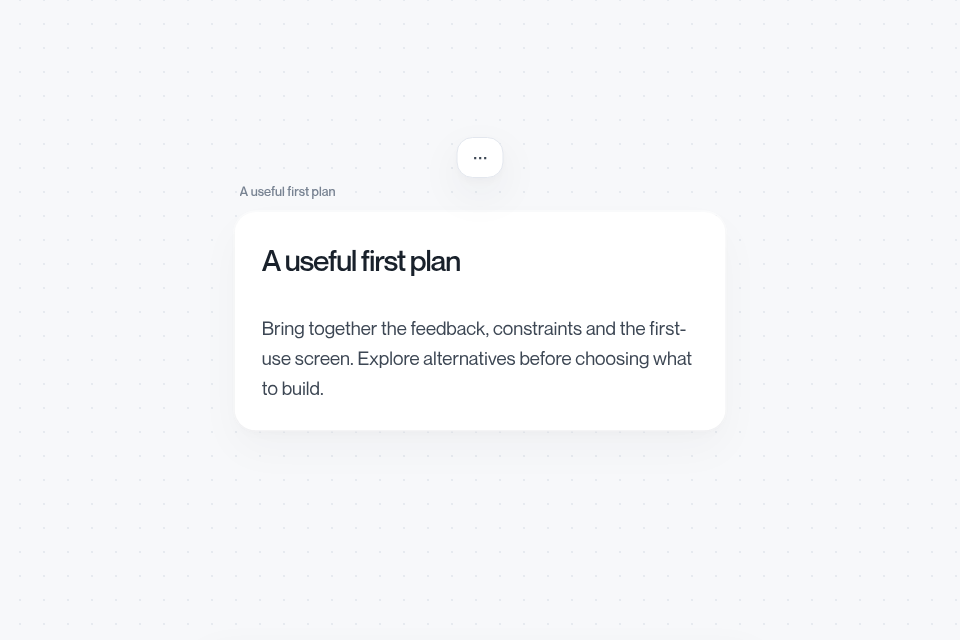 A useful first plan
A useful first plan
Bring together the feedback, constraints and the first-
use screen. Explore alternatives before choosing what
to build.